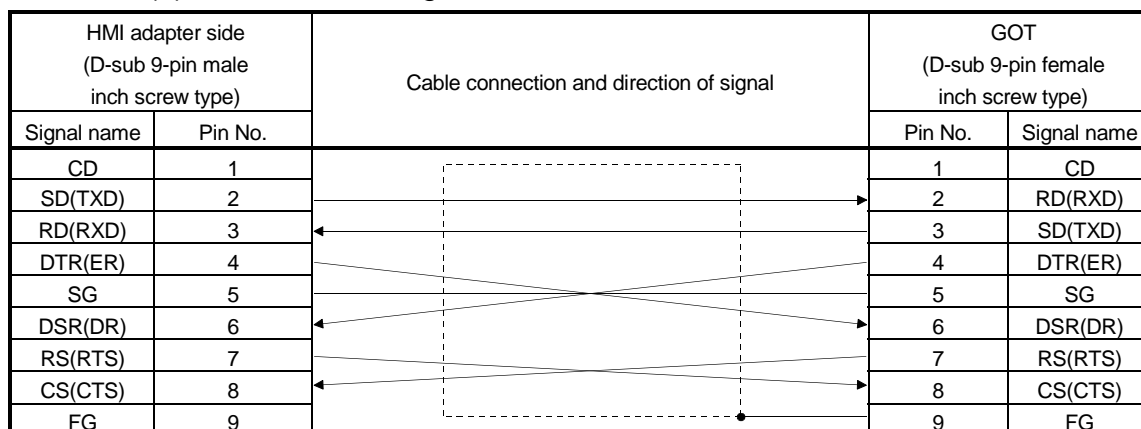 HMI adapter side
(D-sub 9-pin male
inch screw type)
Cable connection and direction of signal
GOT
(D-sub 9-pin female
inch screw type)
Signal name Pin No. Pin No. Signal name
CD 1 1 CD
SD(TXD) 2 2 RD(RXD)
RD(RXD) 3 3 SD(TXD)
DTR(ER) 4 4 DTR(ER)
SG 5 5 SG
DSR(DR) 6 6 DSR(DR)
RS(RTS) 7 7 RS(RTS)
CS(CTS) 8 8 CS(CTS)
FG 9 9 FG